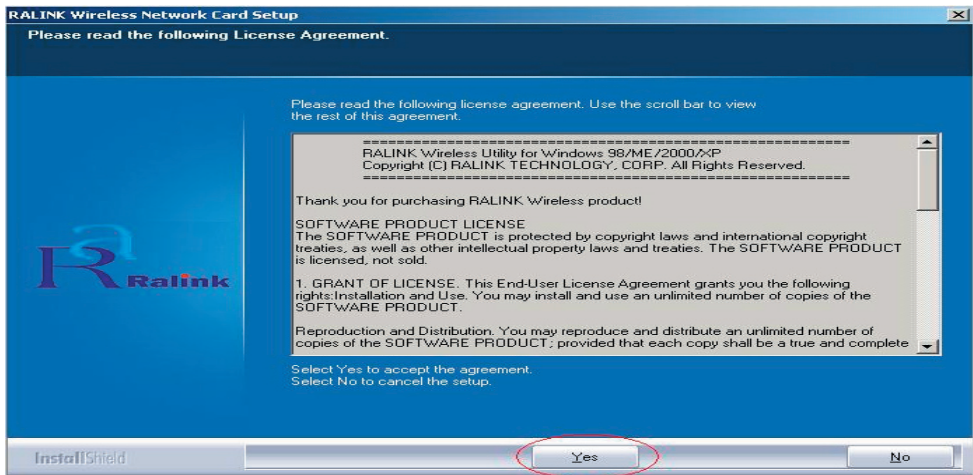 RALINK Wireless Network Card Setup
Please read the following License Agreement.
Please read the following license agreement. Use the scroll bar to view
the rest of this agreement.
==========================================================
RALINK Wireless Utility for Windows 98/ME/2000/XP
Copyright (C) RALINK TECHNOLOGY, CORP. All Rights Reserved.
==========================================================
Thank you for purchasing RALINK Wireless product!
SOFTWARE PRODUCT LICENSE
The SOFTWARE PRODUCT is protected by copyright laws and international copyright
treaties, as well as other intellectual property laws and treaties. The SOFTWARE PRODUCT
is licensed, not sold.
1. GRANT OF LICENSE. This End-User License Agreement grants you the following
rights:Installation and Use. You may install and use an unlimited number of copies of the
SOFTWARE PRODUCT.
Reproduction and Distribution. You may reproduce and distribute an unlimited number of
copies of the SOFTWARE PRODUCT; provided that each copy shall be a true and complete
Ra
Ralink
Select Yes to accept the agreement.
Select No to cancel the setup.
InstallShield
Yes
No